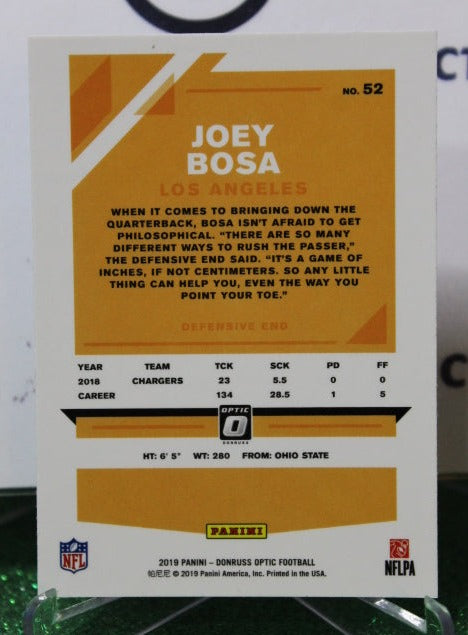 CT
NO. 52
JOEY
BOSA
LOS ANGELES
WHEN IT COMES TO BRINGING DOWN THE
QUARTERBACK, BOSA ISN'T AFRAID TO GET
PHILOSOPHICAL. "THERE ARE SO MANY
DIFFERENT WAYS TO RUSH THE PASSER,"
THE DEFENSIVE END SAID. "IT'S A GAME OF
INCHES, IF NOT CENTIMETERS. SO ANY LITTLE
THING CAN HELP YOU, EVEN THE WAY YOU
POINT YOUR TOE."
DEFENSIVE END
YEAR TEAM TCK SCK PD FF
2018 CHARGERS 23 5.5 0 0
CAREER 134 28.5 1 5
OPTIC
O
DONRUSS
HT: 6' 5" WT: 280 FROM: OHIO STATE
PANINI
NFL
NFLPA
2019 PANINI – DONRUSS OPTIC FOOTBALL
帕尼尼 © 2019 Panini America, Inc. Printed in the USA.